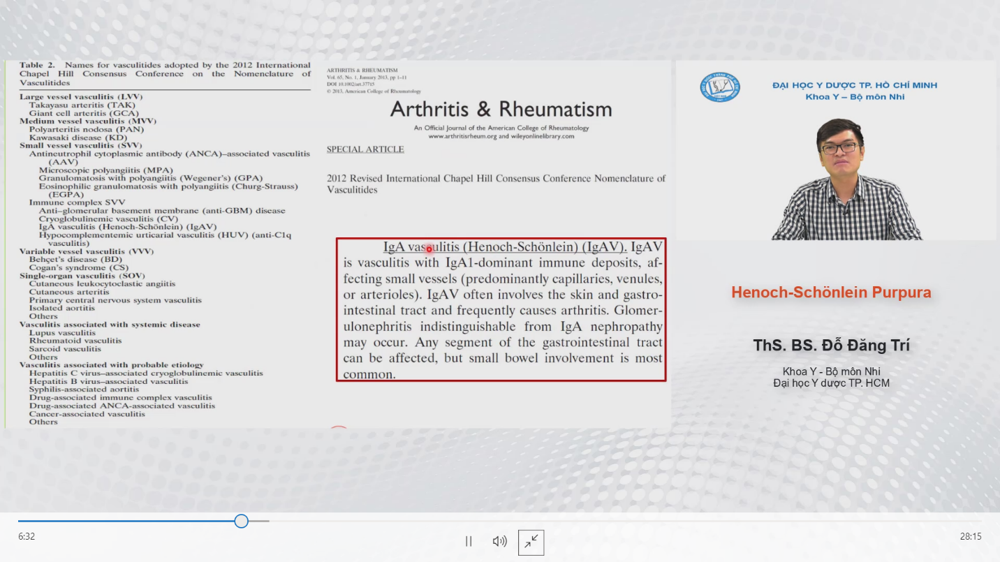 Table 2. Names for vasculitides adopted by the 2012 International
Chapel Hill Consensus Conference on the Nomenclature of
Vasculitides
Large vessel vasculitis (LVV)
Takayasu arteritis (TAK)
Giant cell arteritis (GCA)
Medium vessel vasculitis (MVV)
Polyarteritis nodosa (PAN)
Kawasaki disease (KD)
Small vessel vasculitis (SVV)
Antineutrophil cytoplasmic antibody (ANCA)–associated vasculitis
(AAV)
Microscopic polyangiitis (MPA)
Granulomatosis with polyangiitis (Wegener's) (GPA)
Eosinophilic granulomatosis with polyangiitis (Churg-Strauss)
(EGPA)
Immune complex SVV
Anti–glomerular basement membrane (anti-GBM) disease
Cryoglobulinemic vasculitis (CV)
IgA vasculitis (Henoch-Schönlein) (IgAV)
Hypocomplementemic urticarial vasculitis (HUV) (anti-C1q
vasculitis)
Variable vessel vasculitis (VVV)
Behçet's disease (BD)
Cogan's syndrome (CS)
Single-organ vasculitis (SOV)
Cutaneous leukocytoclastic angiitis
Cutaneous arteritis
Primary central nervous system vasculitis
Isolated aortitis
Others
Vasculitis associated with systemic disease
Lupus vasculitis
Rheumatoid vasculitis
Sarcoid vasculitis
Others
Vasculitis associated with probable etiology
Hepatitis C virus–associated cryoglobulinemic vasculitis
Hepatitis B virus–associated vasculitis
Syphilis-associated aortitis
Drug-associated immune complex vasculitis
Drug-associated ANCA-associated vasculitis
Cancer-associated vasculitis
Others
ARTHRITIS & RHEUMATISM
Vol. 65, No. 1, January 2013, pp 1–11
DOI 10.1002/art.37715
© 2013, American College of Rheumatology
Arthritis & Rheumatism
An Official Journal of the American College of Rheumatology
www.arthritisrheum.org and wileyonlinelibrary.com
SPECIAL ARTICLE
2012 Revised International Chapel Hill Consensus Conference Nomenclature of
Vasculitides
IgA vasculitis (Henoch-Schönlein) (IgAV). IgAV
is vasculitis with IgA1-dominant immune deposits, af-
fecting small vessels (predominantly capillaries, venules,
or arterioles). IgAV often involves the skin and gastro-
intestinal tract and frequently causes arthritis. Glomer-
ulonephritis indistinguishable from IgA nephropathy
may occur. Any segment of the gastrointestinal tract
can be affected, but small bowel involvement is most
common.
ĐẠI HỌC Y DƯỢC TP. HỒ CHÍ MINH
Khoa Y – Bộ môn Nhi
Henoch-Schönlein Purpura
ThS. BS. Đỗ Đăng Trí
Khoa Y - Bộ môn Nhi
Đại học Y dược TP. HCM
6:32
28:15